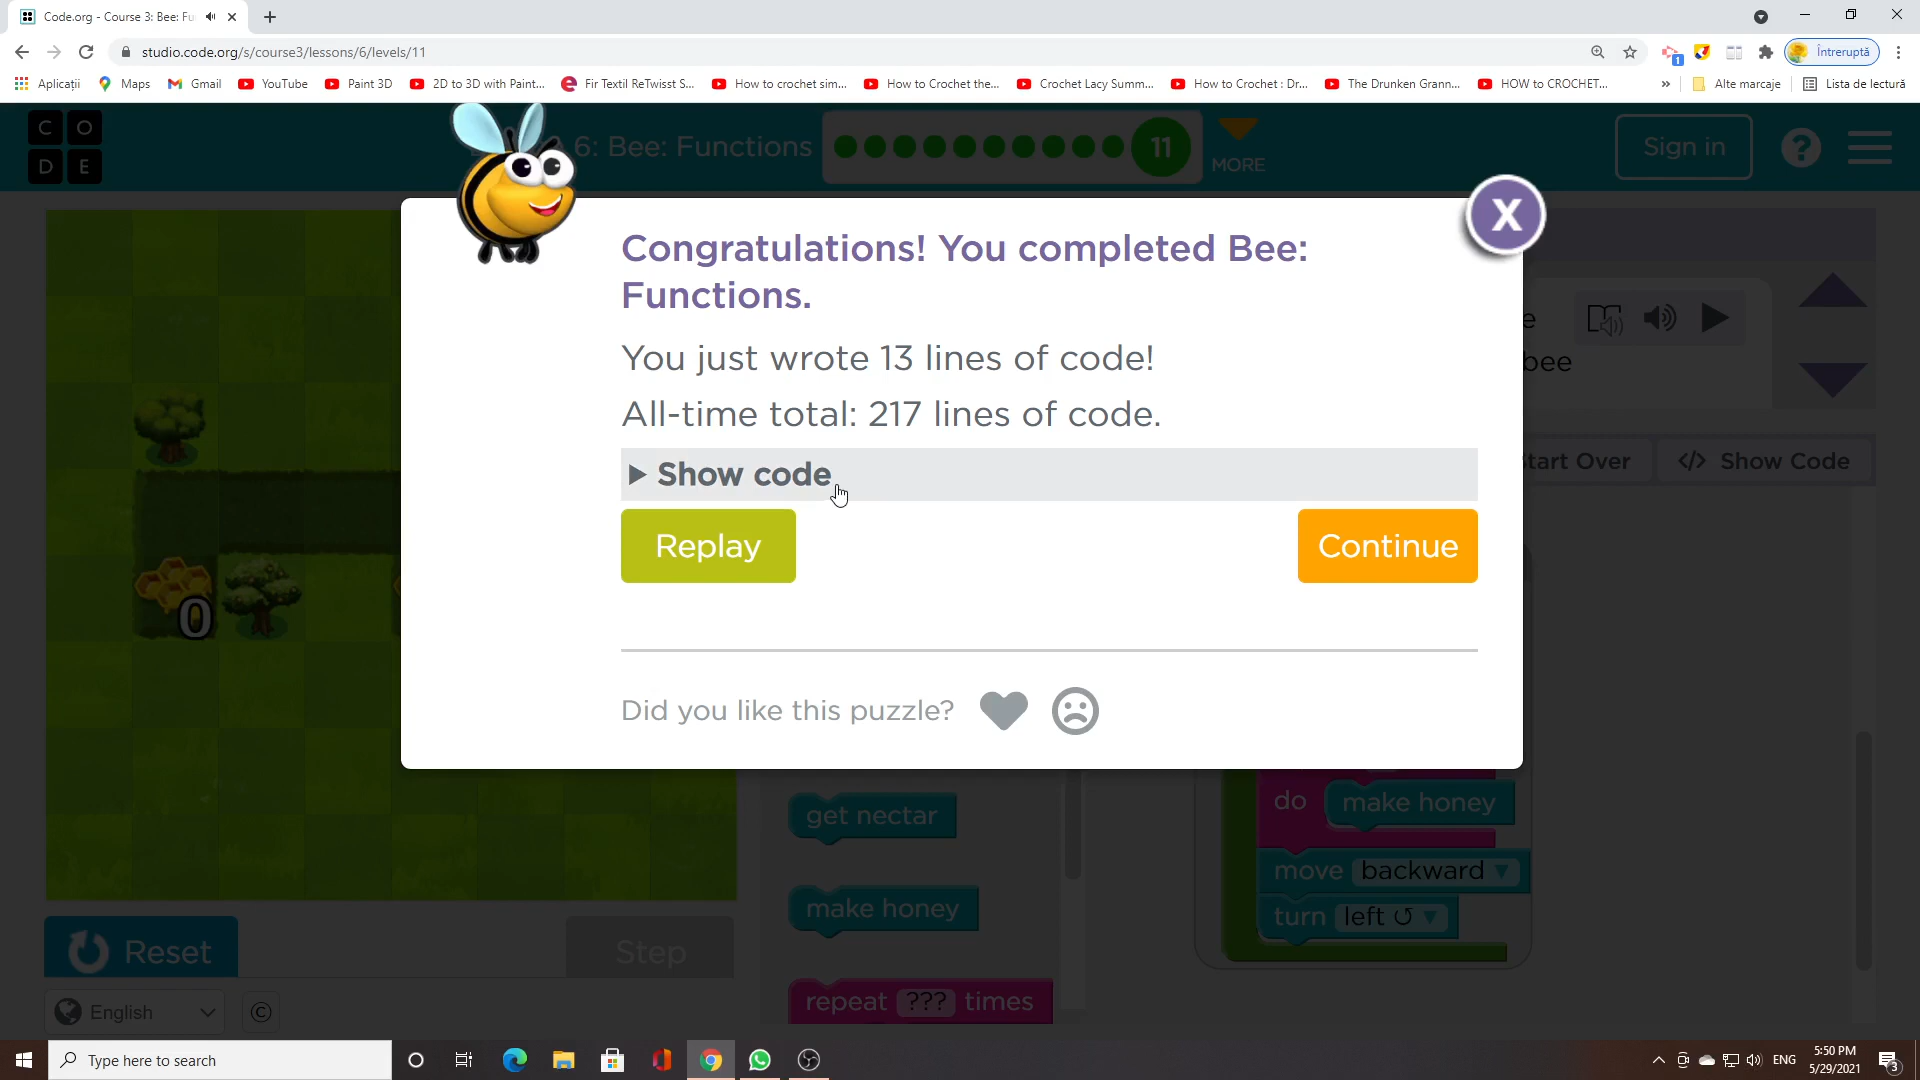 Code.org - Course 3: Bee: Fu
studio.code.org/s/course3/lessons/6/levels/11
1
Întreruptă
Aplicații
Maps
Gmail
YouTube
Paint 3D
2D to 3D with Paint...
Fir Textil ReTwisst S...
How to crochet sim...
How to Crochet the...
Crochet Lacy Summ...
How to Crochet : Dr...
The Drunken Grann...
HOW to CROCHET...
»
Alte marcaje
Lista de lectură
C O
D E
6: Bee: Functions
11
MORE
Sign in
?
X
Congratulations! You completed Bee:
Functions.
You just wrote 13 lines of code!
All-time total: 217 lines of code.
Show code
Replay
Continue
Did you like this puzzle?
e
bee
tart Over
</> Show Code
0
get nectar
make honey
repeat ??? times
do make honey
move backward
turn left ↺
Reset
Step
English
©
Type here to search
ENG
5:50 PM
5/29/2021
3